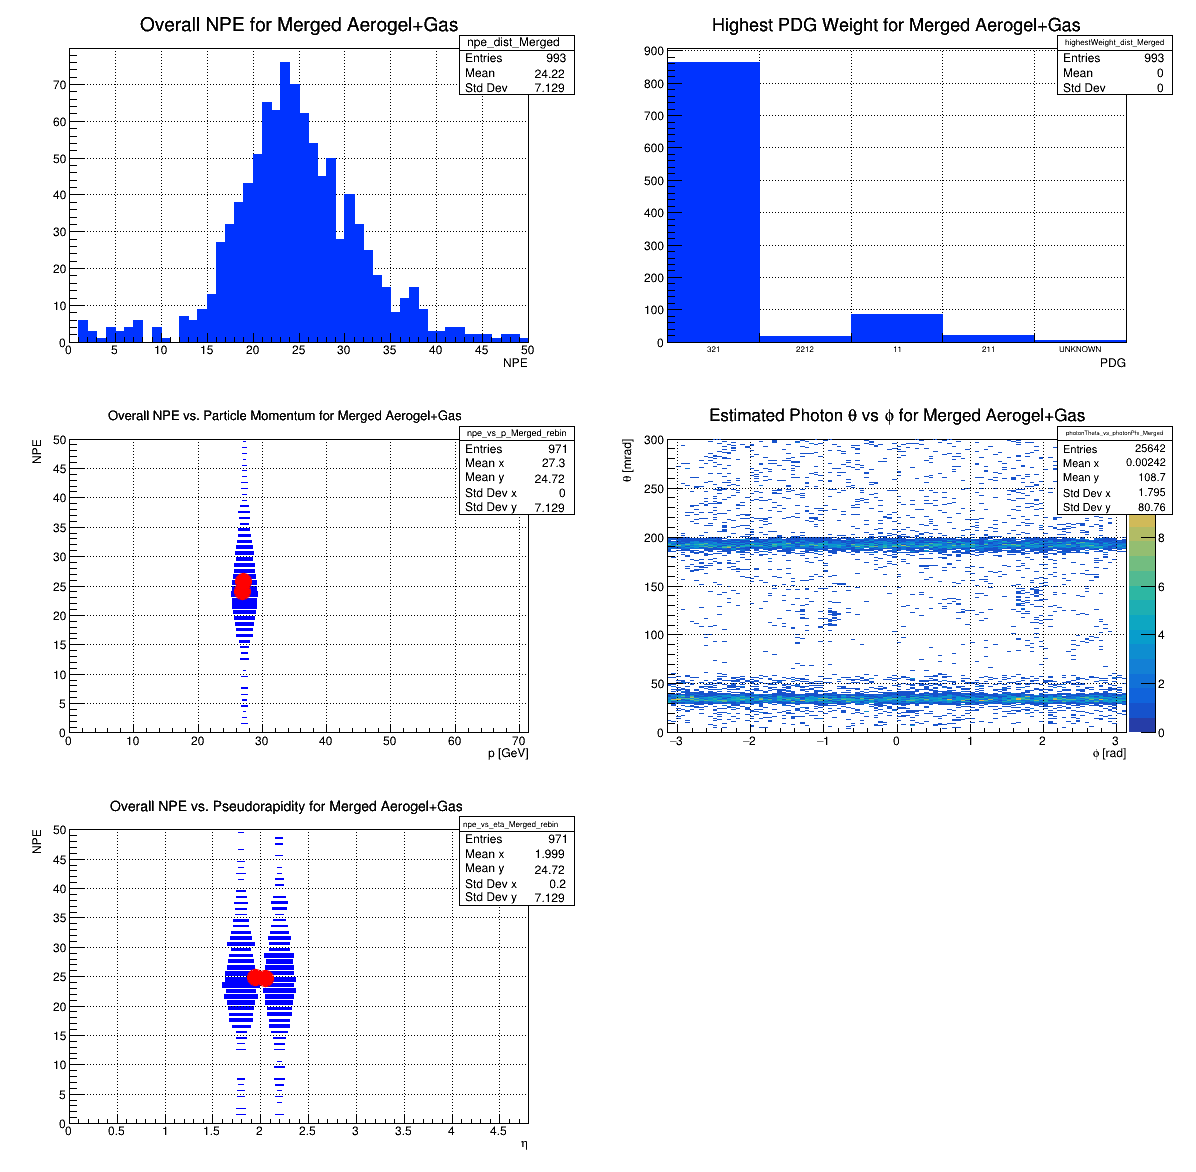 Overall NPE for Merged Aerogel+Gas
npe_dist_Merged
Entries 993
Mean 24.22
Std Dev 7.129
70
60
50
40
30
20
10
0
0 5 10 15 20 25 30 35 40 45 50
NPE
Highest PDG Weight for Merged Aerogel+Gas
highestWeight_dist_Merged
Entries 993
Mean 0
Std Dev 0
900
800
700
600
500
400
300
200
100
0
321 2212 11 211 UNKNOWN
PDG
Overall NPE vs. Particle Momentum for Merged Aerogel+Gas
npe_vs_p_Merged_rebin
Entries 971
Mean x 27.3
Mean y 24.72
Std Dev x 0
Std Dev y 7.129
NPE
50
45
40
35
30
25
20
15
10
5
0
0 10 20 30 40 50 60 70
p [GeV]
Estimated Photon θ vs ϕ for Merged Aerogel+Gas
photonTheta_vs_photonPhi_Merged
Entries 25642
Mean x 0.00242
Mean y 108.7
Std Dev x 1.795
Std Dev y 80.76
θ [mrad]
300
250
200
150
100
50
0
−3 −2 −1 0 1 2 3
ϕ [rad]
8
6
4
2
0
Overall NPE vs. Pseudorapidity for Merged Aerogel+Gas
npe_vs_eta_Merged_rebin
Entries 971
Mean x 1.999
Mean y 24.72
Std Dev x 0.2
Std Dev y 7.129
NPE
50
45
40
35
30
25
20
15
10
5
0
0 0.5 1 1.5 2 2.5 3 3.5 4 4.5
η